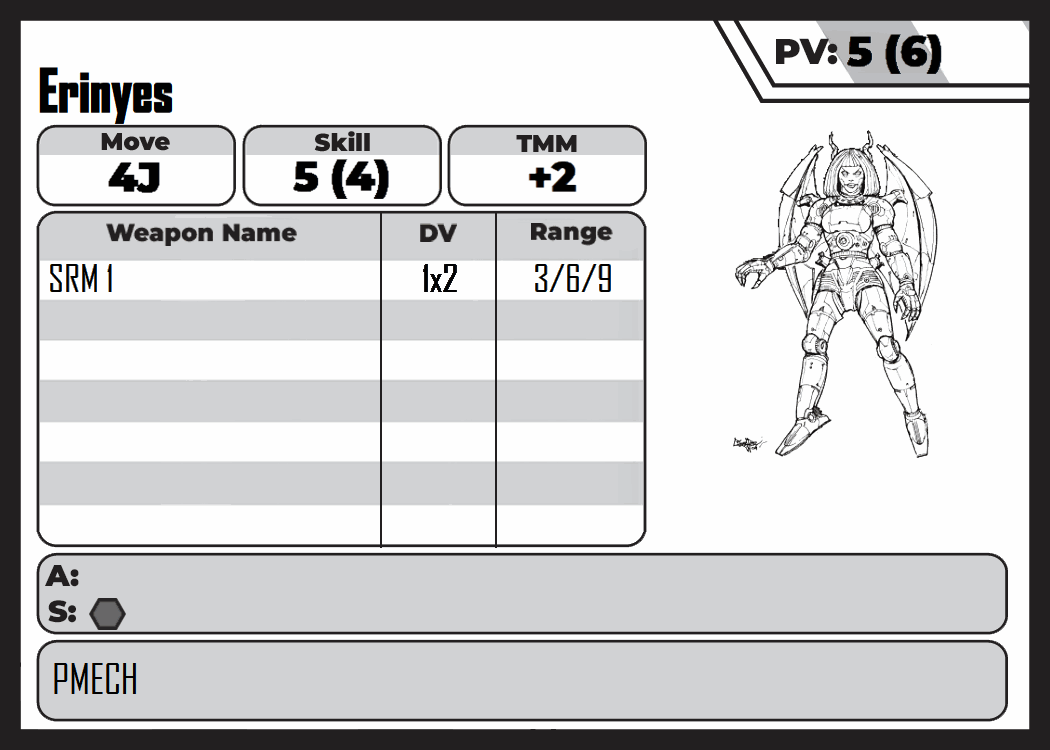 PV: 5 (6)
Erinyes
Move Skill TMM
4J 5 (4) +2
Weapon Name DV Range
SRM 1 1x2 3/6/9
A:
S:
PMECH